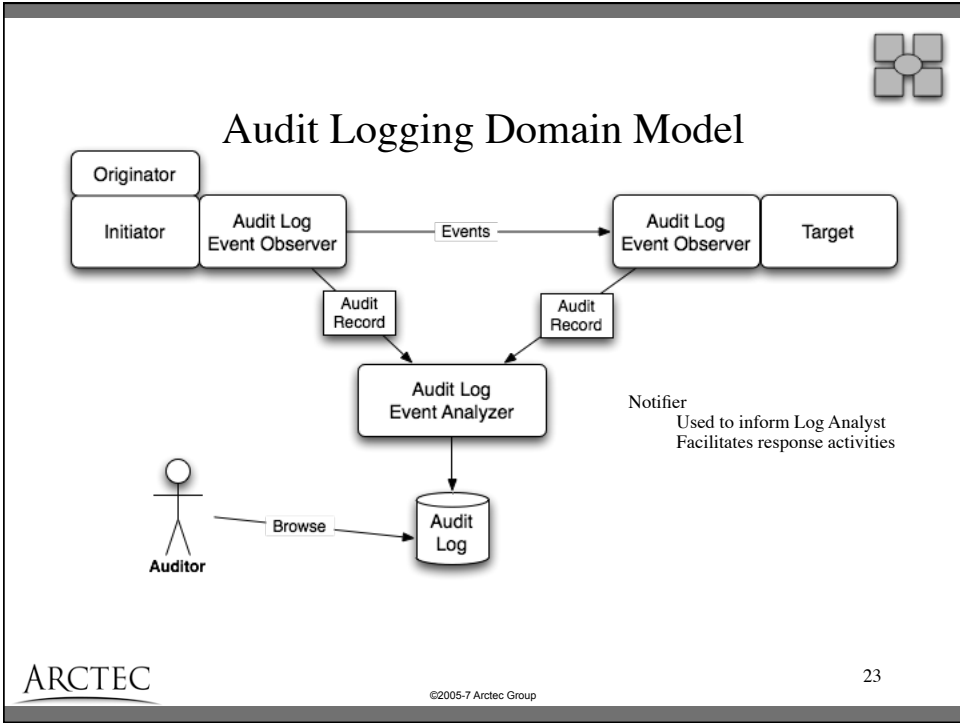 Audit Logging Domain Model
Originator
Initiator
Audit Log
Event Observer
Events
Audit Log
Event Observer
Target
Audit
Record
Audit
Record
Audit Log
Event Analyzer
Notifier
Used to inform Log Analyst
Facilitates response activities
Browse
Audit
Log
Auditor
ARCTEC
©2005-7 Arctec Group
23